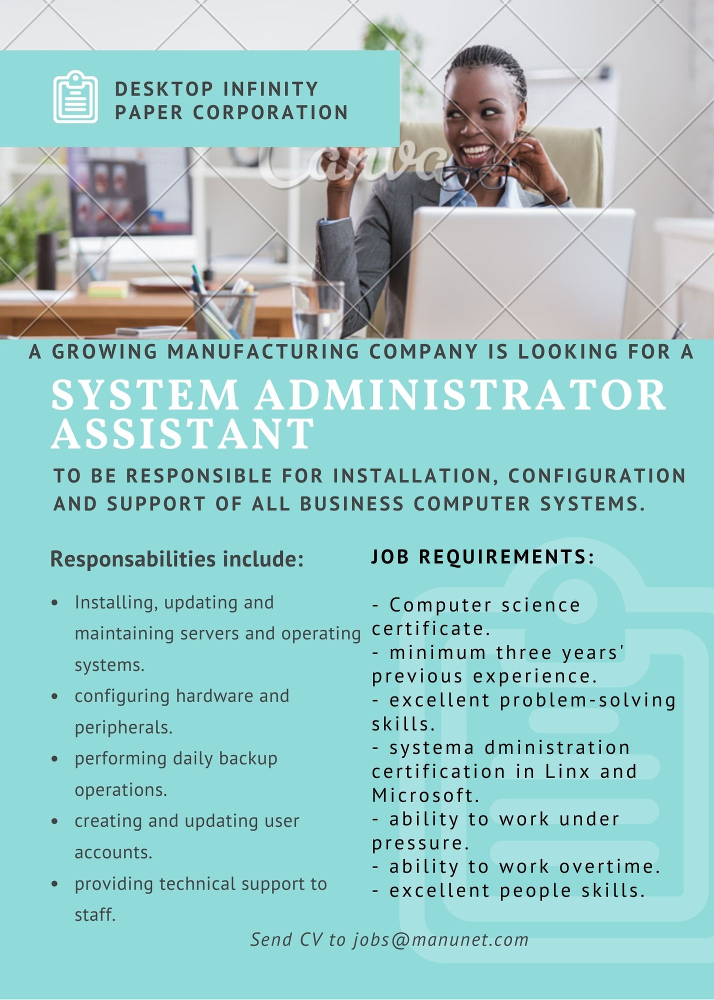 DESKTOP INFINITY
PAPER CORPORATION
Canva
A GROWING MANUFACTURING COMPANY IS LOOKING FOR A
SYSTEM ADMINISTRATOR
ASSISTANT
TO BE RESPONSIBLE FOR INSTALLATION, CONFIGURATION
AND SUPPORT OF ALL BUSINESS COMPUTER SYSTEMS.
Responsabilities include:
• Installing, updating and
maintaining servers and operating
systems.
• configuring hardware and
peripherals.
• performing daily backup
operations.
• creating and updating user
accounts.
• providing technical support to
staff.
JOB REQUIREMENTS:
- Computer science
certificate.
- minimum three years'
previous experience.
- excellent problem-solving
skills.
- systema dministration
certification in Linx and
Microsoft.
- ability to work under
pressure.
- ability to work overtime.
- excellent people skills.
Send CV to jobs@manunet.com